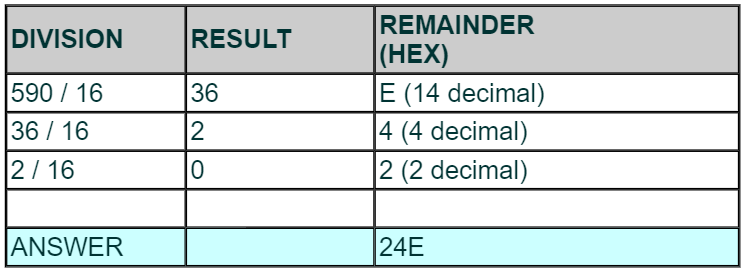 DIVISION RESULT REMAINDER
(HEX)
590 / 16 36 E (14 decimal)
36 / 16 2 4 (4 decimal)
2 / 16 0 2 (2 decimal)
ANSWER 24E